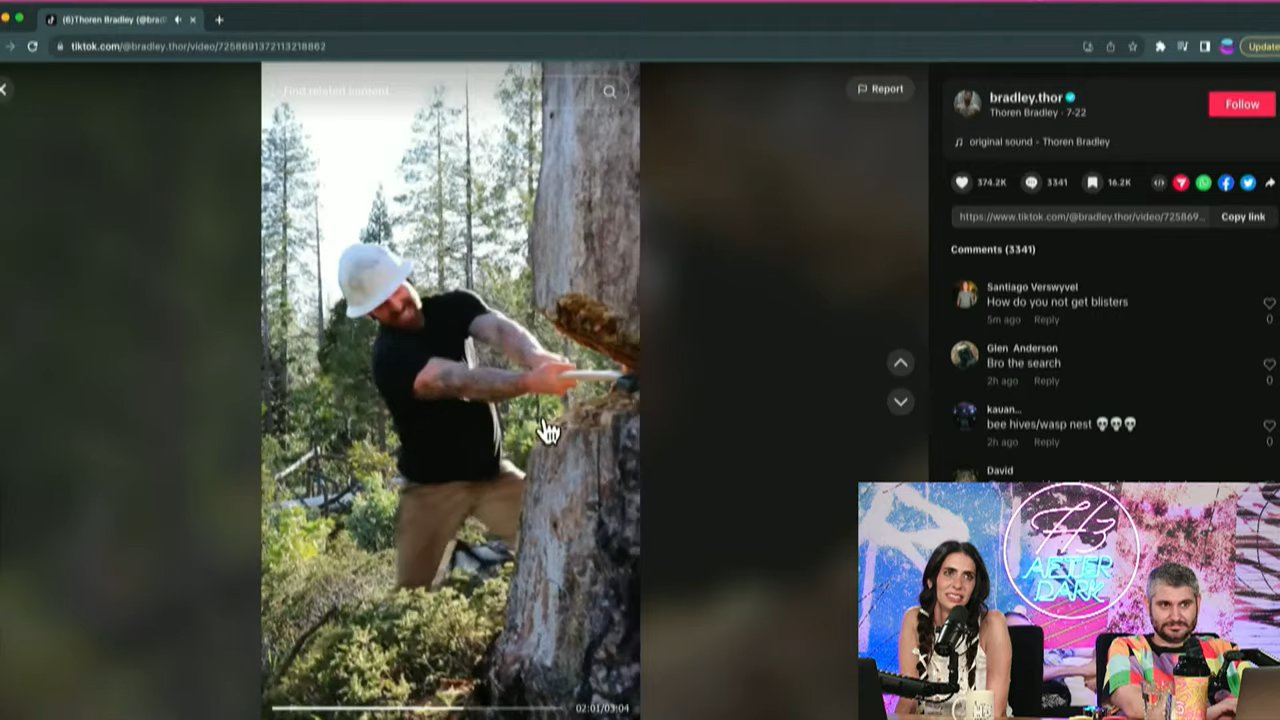 (6)Thoren Bradley (@brad
tiktok.com/@bradley.thor/video/7258691372113218862
Update
Find related content
Report
bradley.thor
Thoren Bradley · 7-22
Follow
original sound - Thoren Bradley
374.2K
3341
16.2K
https://www.tiktok.com/@bradley.thor/video/725869...
Copy link
Comments (3341)
Santiago Verswyvel
How do you not get blisters
5m ago
Reply
0
Glen Anderson
Bro the search
2h ago
Reply
0
kauan...
bee hives/wasp nest 💀💀💀
2h ago
Reply
0
David
H3
AFTER
DARK
02:01/03:04